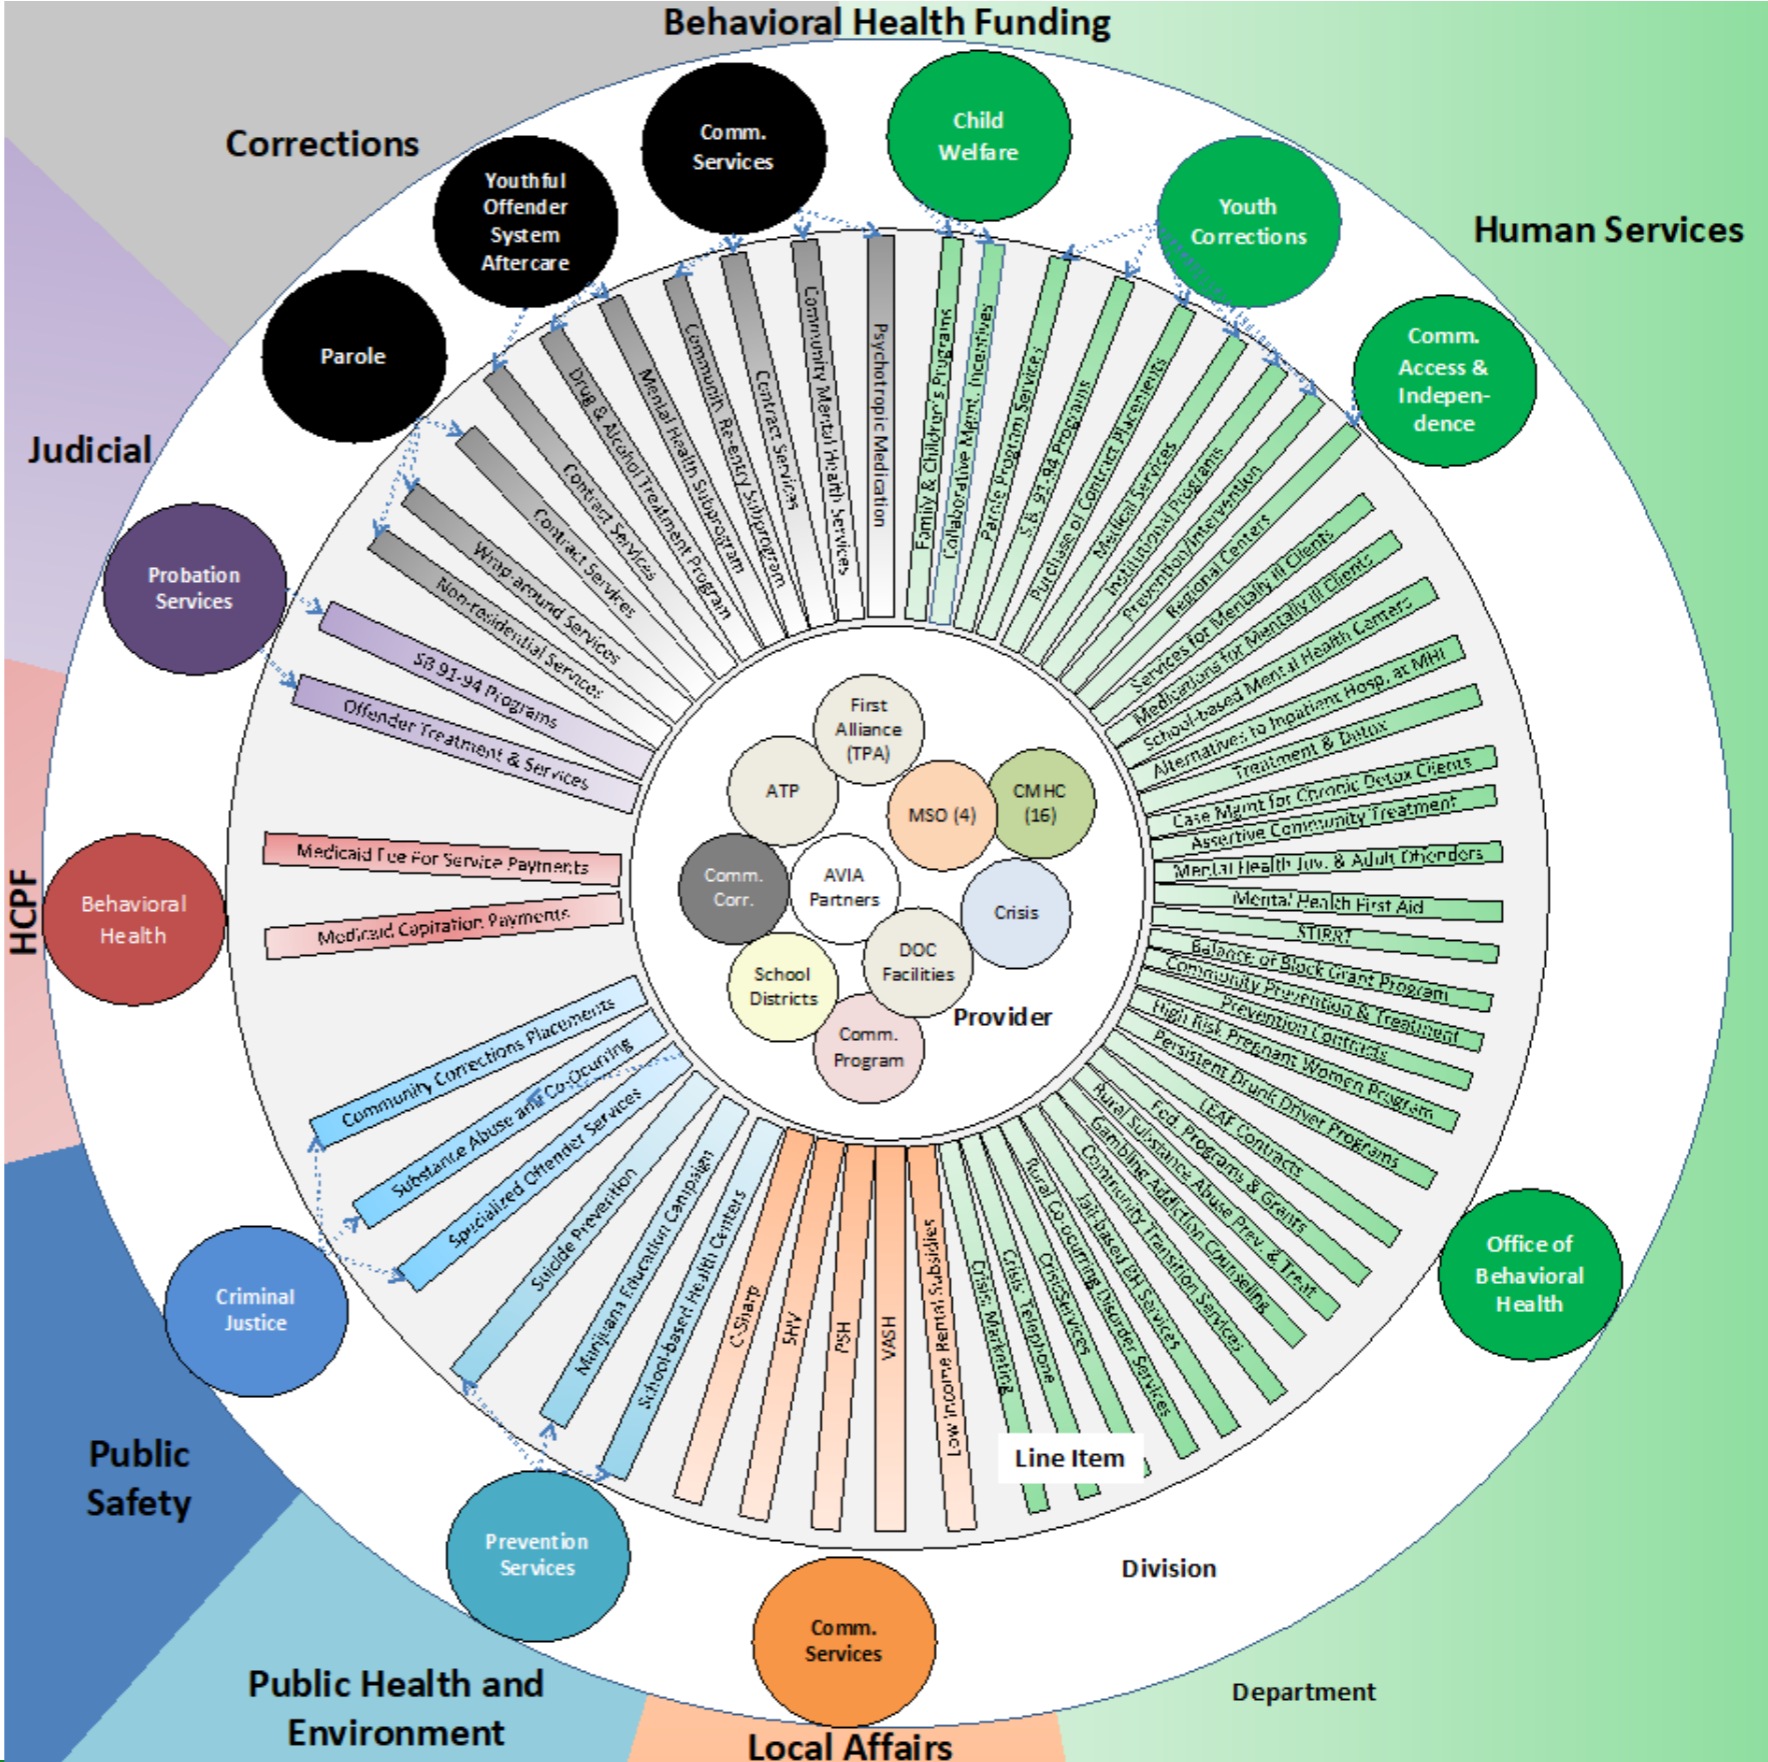 Behavioral Health Funding
Corrections
Human Services
Judicial
HCPF
Public
Safety
Public Health and
Environment
Local Affairs
Department
Division
Line Item
Provider
Comm.
Services
Youthful
Offender
System
Aftercare
Parole
Probation
Services
Behavioral
Health
Criminal
Justice
Prevention
Services
Comm.
Services
Office of
Behavioral
Health
Comm.
Access &
Indepen-
dence
Youth
Corrections
Child
Welfare
Psychotropic Medication
Community Mental Health Services
Contract Services
Re-entry Subprogram
Mental Health Subprogram
Drug & Alcohol Treatment Program
Contract Services
Contract Services
Wrap-around Services
Non-residential Services
SB 91-94 Programs
Offender Treatment & Services
Medicaid Fee For Service Payments
Medicaid Capitation Payments
Community Corrections Placements
Substance Abuse and Co-Ocurring
Specialized Offender Services
Suicide Prevention
Marijuana Education Campaign
School-based Health Centers
C-Sharp
SHV
PSH
VASH
Low Income Rental Subsidies
Crisis Marketing
Crisis Telephone
Crisis Services
Rural Co-ocurring Disorder Services
Jail-based BH Services
Community Transition Services
Gambling Addiction Counseling
Rural Substance Abuse Prev. & Treat.
Fed. Programs & Grants
LEAF Contracts
Persistent Drunk Driver Programs
High Risk Pregnant Women Program
Prevention Contracts
Community Prevention & Treatment
Balance of Block Grant Program
STIRRT
Mental Health First Aid
Mental Health Juv. & Adult Offenders
Assertive Community Treatment
Case Mgmt for Chronic Detox Clients
Treatment & Detox
Alternatives to Inpatient Hosp. at MHI
School-based Mental Health Centers
Medications for Mentally Ill Clients
Services for Mentally Ill Clients
Regional Centers
Prevention/Intervention
Institutional Programs
Medical Services
Purchase of Contract Placements
S.B. 91-94 Programs
Parole Program Services
Collaborative Mgmt. Incentives
Family & Children's Programs
First
Alliance
(TPA)
ATP
MSO (4)
CMHC
(16)
Comm.
Corr.
AVIA
Partners
Crisis
School
Districts
DOC
Facilities
Comm.
Program